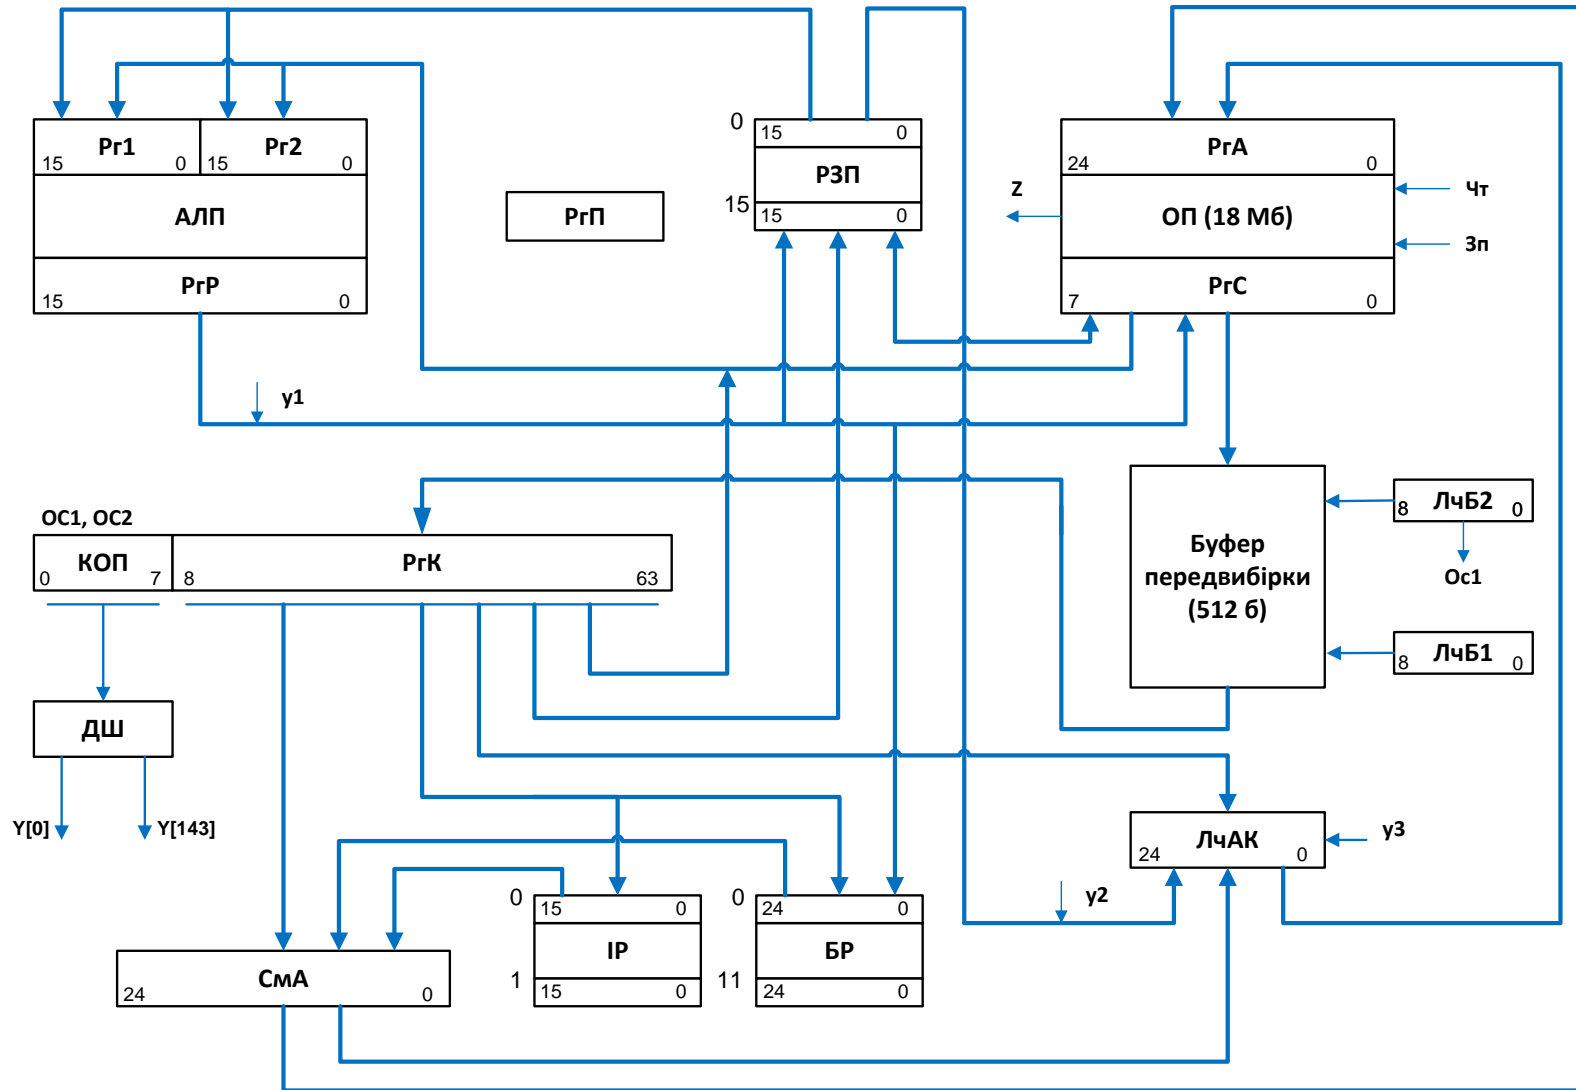 0
Рг1
15 0
Рг2
15 0
АЛП
РгР
15 0
РгП
15 0
РЗП
15
15 0
РгА
24 0
Z
ОП (18 Мб)
Чт
Зп
РгС
7 0
y1
ОС1, ОС2
КОП
0 7
РгК
8 63
Буфер
передвибірки
(512 б)
ЛчБ2
8 0
Ос1
ЛчБ1
8 0
ДШ
Y[0]
Y[143]
ЛчАК
24 0
y3
y2
0
15 0
ІР
1
15 0
0
24 0
БР
11
24 0
СмА
24 0